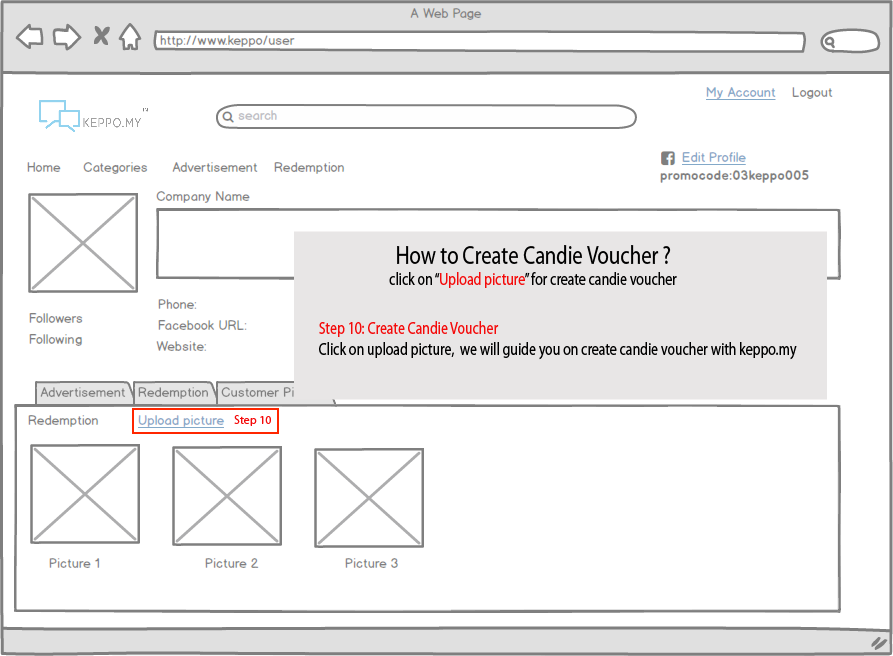 A Web Page
http://www.keppo/user
My Account Logout
KEPPO.MY
search
Home Categories Advertisement Redemption
Edit Profile
promocode:03keppo005
Company Name
How to Create Candie Voucher ?
click on “Upload picture” for create candie voucher
Followers
Following
Phone:
Facebook URL:
Website:
Step 10: Create Candie Voucher
Click on upload picture, we will guide you on create candie voucher with keppo.my
Advertisement Redemption Customer Pi
Redemption Upload picture Step 10
Picture 1 Picture 2 Picture 3